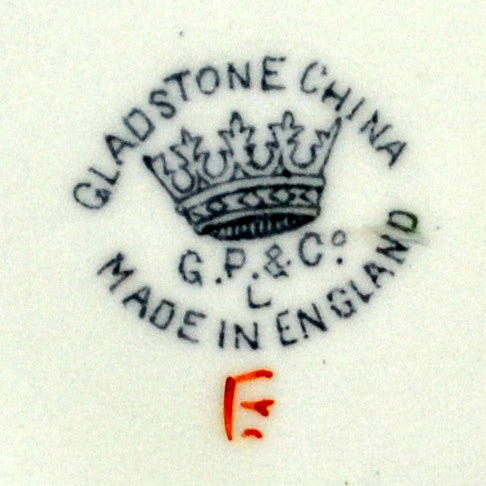 GLADSTONE CHINA
G.P.&Cº
L
MADE IN ENGLAND
E